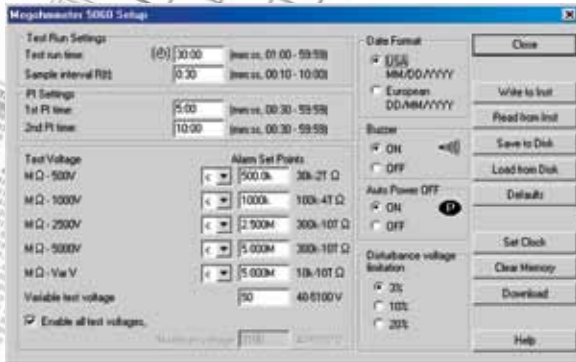 Megohmmeter 5060 Setup
Test Run Settings
Test run time: 30:00 (mm:ss, 01:00 - 59:59)
Sample interval R(t): 0:30 (mm:ss, 00:10 - 10:00)
PI Settings
1st PI time: 5:00 (mm:ss, 00:30 - 59:59)
2nd PI time: 10:00 (mm:ss, 00:30 - 59:59)
Test Voltage Alarm Set Points
MΩ - 500V < 500.0k 30k-2T Ω
MΩ - 1000V < 1000k 100k-4T Ω
MΩ - 2500V < 2.500M 300k-10T Ω
MΩ - 5000V < 5.000M 300k-10T Ω
MΩ - Var V < 5.000M 10k-10T Ω
Variable test voltage 50 40-5100 V
Enable all test voltages.
Maximum voltage
Date Format
USA
MM/DD/YYYY
European
DD/MM/YYYY
Buzzer
ON
OFF
Auto Power OFF
ON P
OFF
Disturbance voltage
limitation
3%
10%
20%
Close
Write to Inst
Read from Inst
Save to Disk
Load from Disk
Defaults
Set Clock
Clear Memory
Download
Help